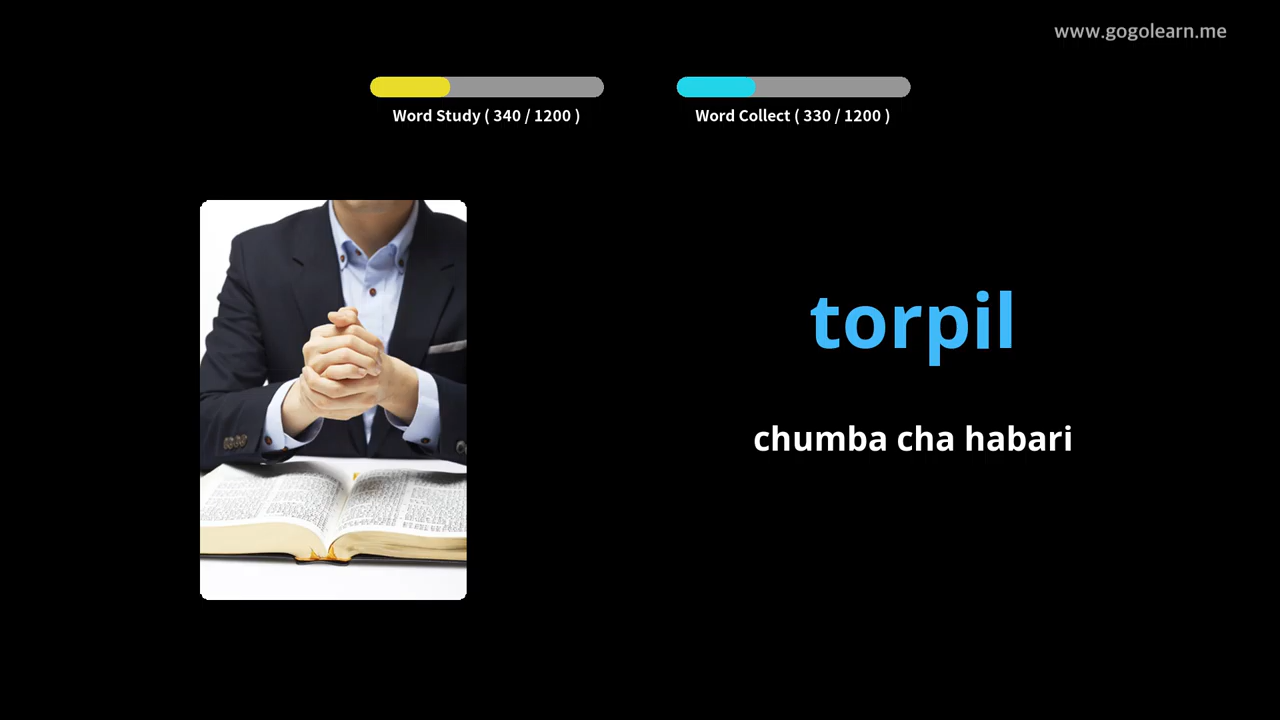 www.gogolearn.me
Word Study ( 340 / 1200 )
Word Collect ( 330 / 1200 )
torpil
chumba cha habari